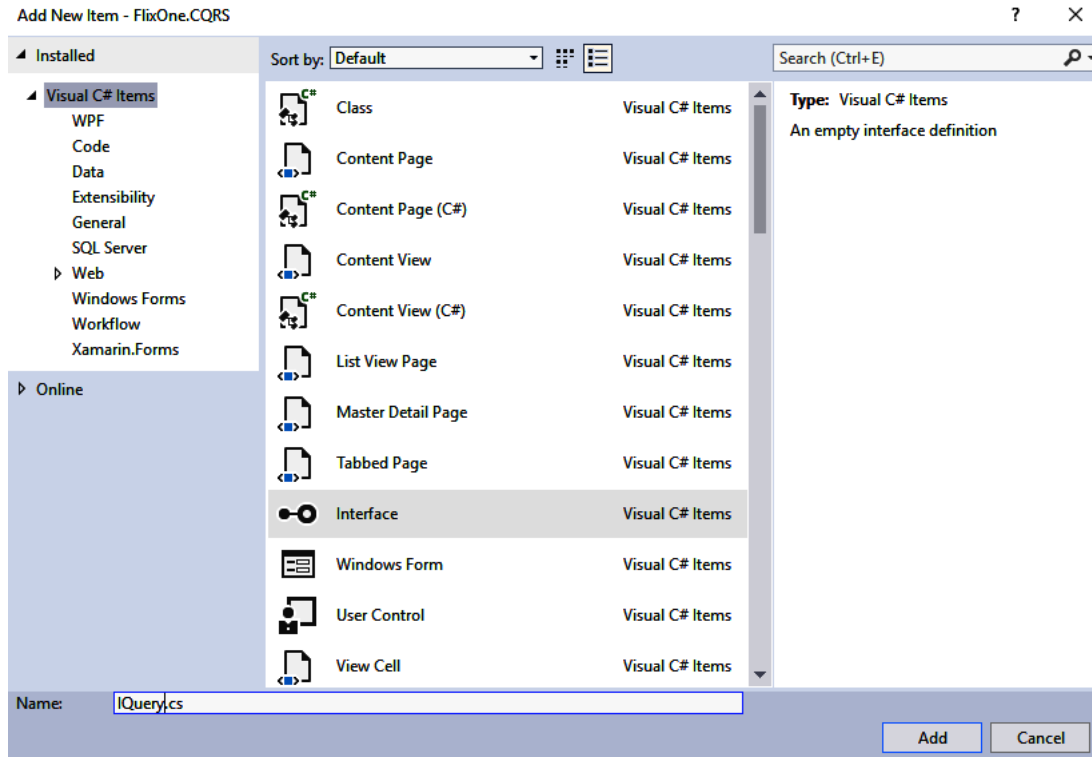 Add New Item - FlixOne.CQRS ? ×
Installed
Visual C# Items
WPF
Code
Data
Extensibility
General
SQL Server
Web
Windows Forms
Workflow
Xamarin.Forms
Online
Sort by: Default
Class Visual C# Items
Content Page Visual C# Items
Content Page (C#) Visual C# Items
Content View Visual C# Items
Content View (C#) Visual C# Items
List View Page Visual C# Items
Master Detail Page Visual C# Items
Tabbed Page Visual C# Items
Interface Visual C# Items
Windows Form Visual C# Items
User Control Visual C# Items
View Cell Visual C# Items
Search (Ctrl+E)
Type: Visual C# Items
An empty interface definition
Name: IQuery.cs
Add Cancel